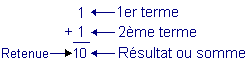 1 1er terme
+ 1 2ème terme
Retenue 10 Résultat ou somme